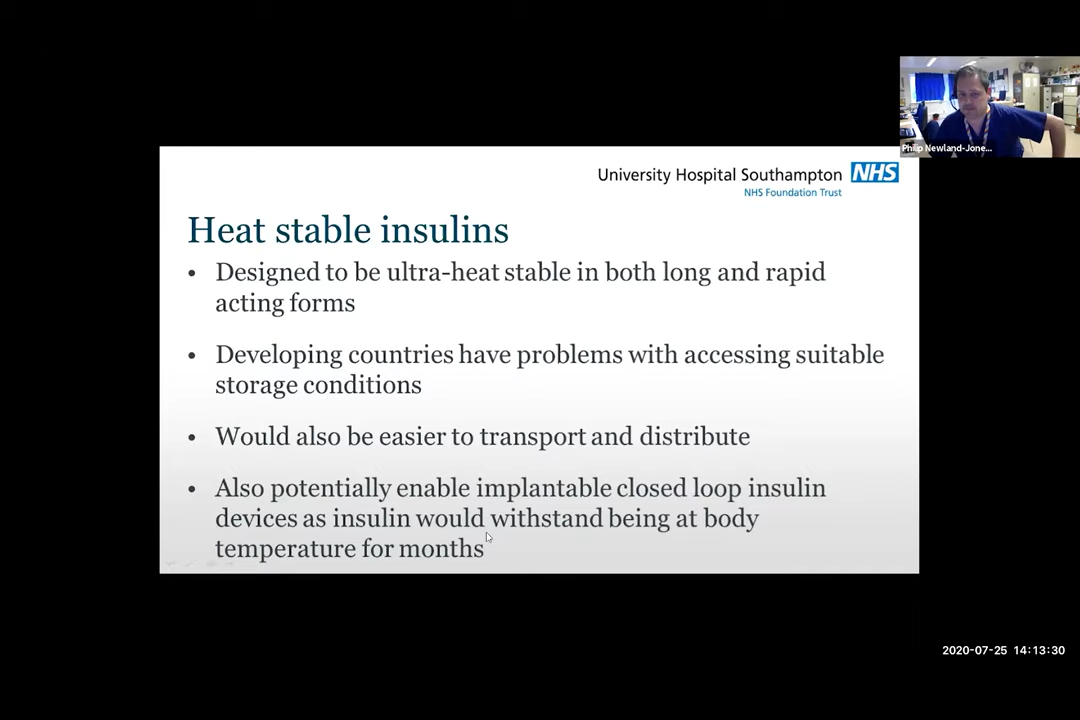 Philip Newland-Jone...
University Hospital Southampton NHS
NHS Foundation Trust
Heat stable insulins
• Designed to be ultra-heat stable in both long and rapid
acting forms
• Developing countries have problems with accessing suitable
storage conditions
• Would also be easier to transport and distribute
• Also potentially enable implantable closed loop insulin
devices as insulin would withstand being at body
temperature for months
2020-07-25 14:13:30